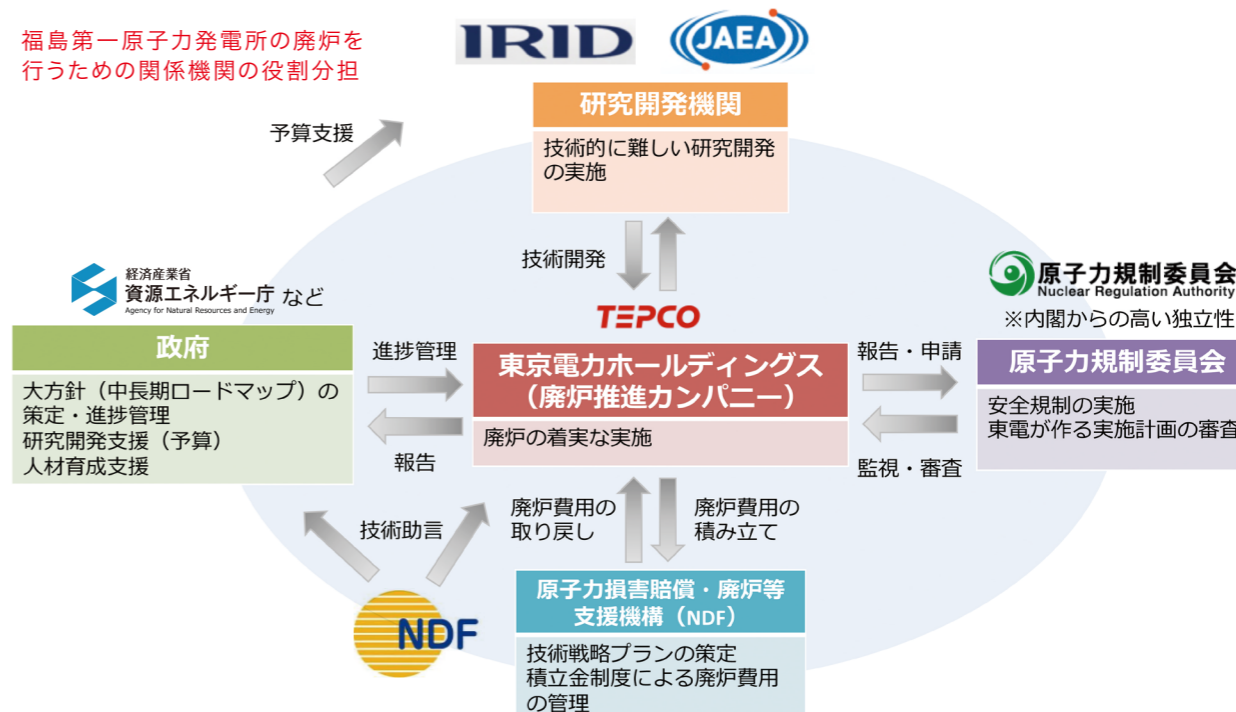 福島第一原子力発電所の廃炉を
行うための関係機関の役割分担
IRID
JAEA
研究開発機関
技術的に難しい研究開発
の実施
予算支援
技術開発
経済産業省
資源エネルギー庁 など
Agency for Natural Resources and Energy
政府
大方針（中長期ロードマップ）の
策定・進捗管理
研究開発支援（予算）
人材育成支援
進捗管理
報告
TEPCO
東京電力ホールディングス
（廃炉推進カンパニー）
廃炉の着実な実施
報告・申請
監視・審査
原子力規制委員会
Nuclear Regulation Authority
※内閣からの高い独立性
原子力規制委員会
安全規制の実施
東電が作る実施計画の審査
技術助言
廃炉費用の
取り戻し
廃炉費用の
積み立て
NDF
原子力損害賠償・廃炉等
支援機構（NDF）
技術戦略プランの策定
積立金制度による廃炉費用
の管理